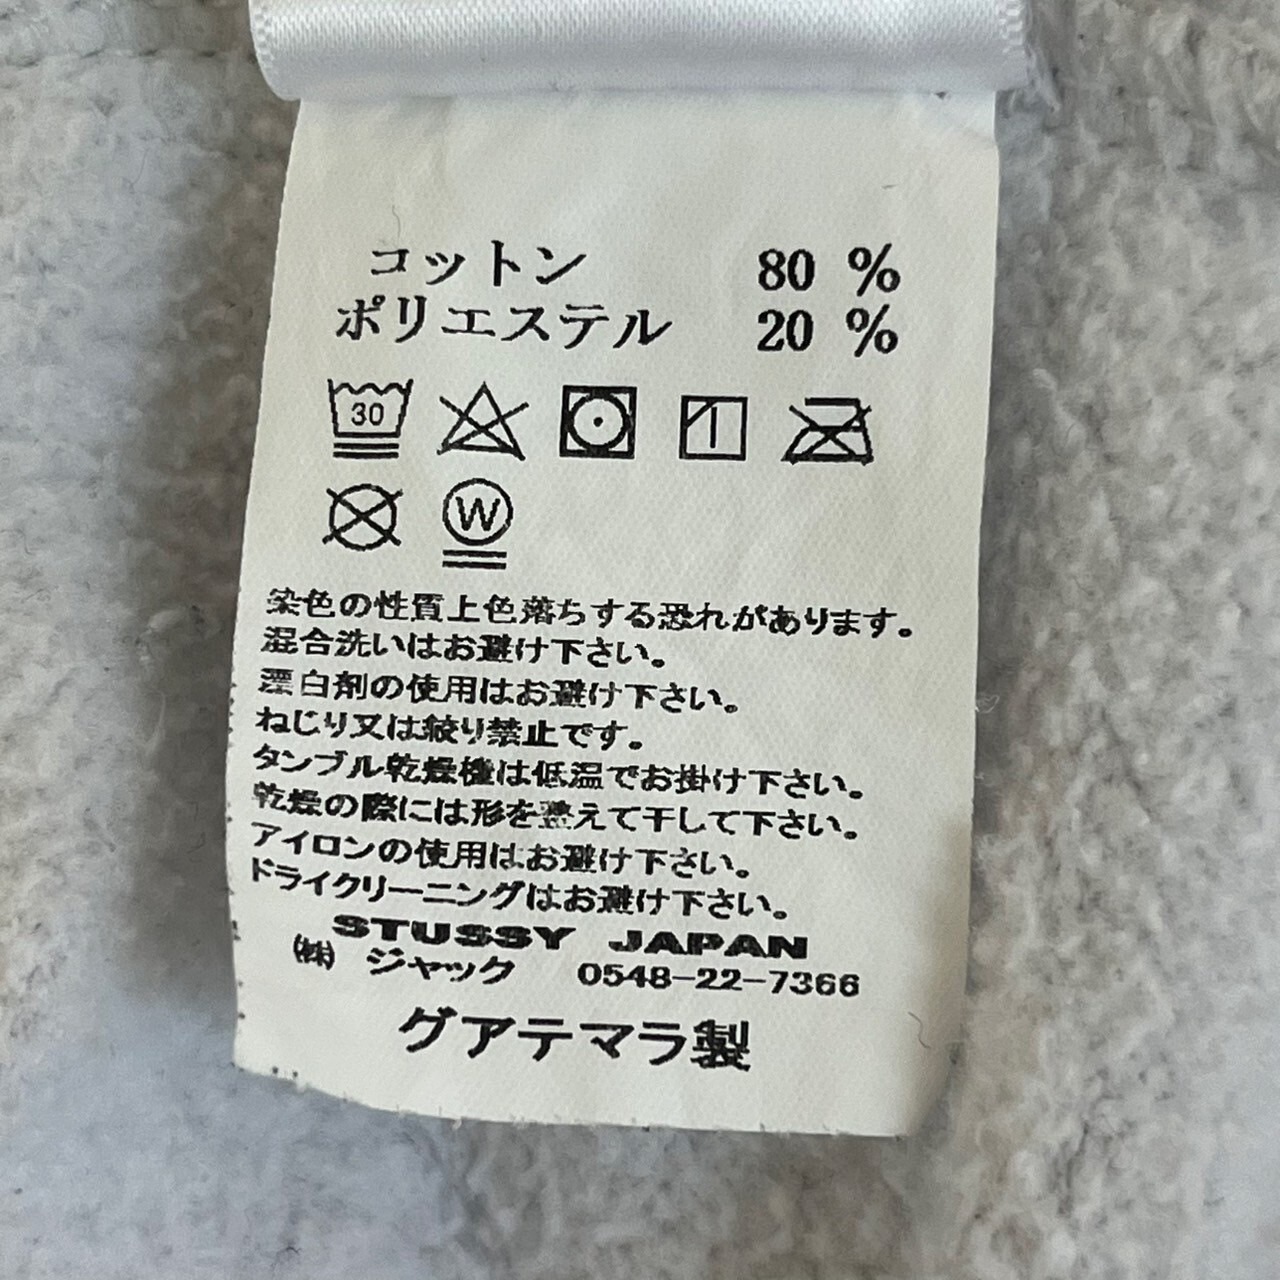 コットン 80 %
ポリエステル 20 %
30
W
染色の性質上色落ちする恐れがあります。
混合洗いはお避け下さい。
漂白剤の使用はお避け下さい。
ねじり又は絞り禁止です。
タンブル乾燥機は低温でお掛け下さい。
乾燥の際には形を整えて干して下さい。
アイロンの使用はお避け下さい。
ドライクリーニングはお避け下さい。
STUSSY JAPAN
㈱ ジャック 0548-22-7366
グアテマラ製